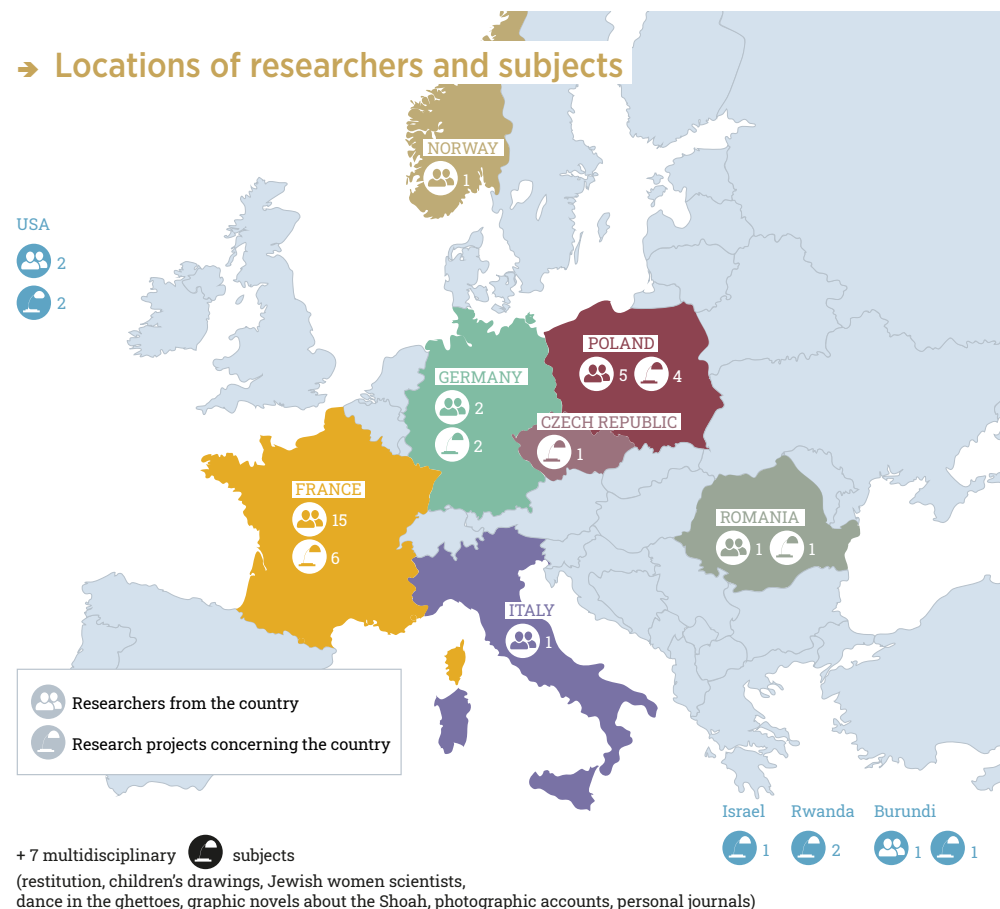 ➔ Locations of researchers and subjects
NORWAY
1
USA
2
2
POLAND
5 4
GERMANY
2
2
CZECH REPUBLIC
1
FRANCE
15
6
ROMANIA
1 1
ITALY
1
Researchers from the country
Research projects concerning the country
Israel Rwanda Burundi
1 2 1 1
+ 7 multidisciplinary subjects
(restitution, children's drawings, Jewish women scientists,
dance in the ghettoes, graphic novels about the Shoah, photographic accounts, personal journals)